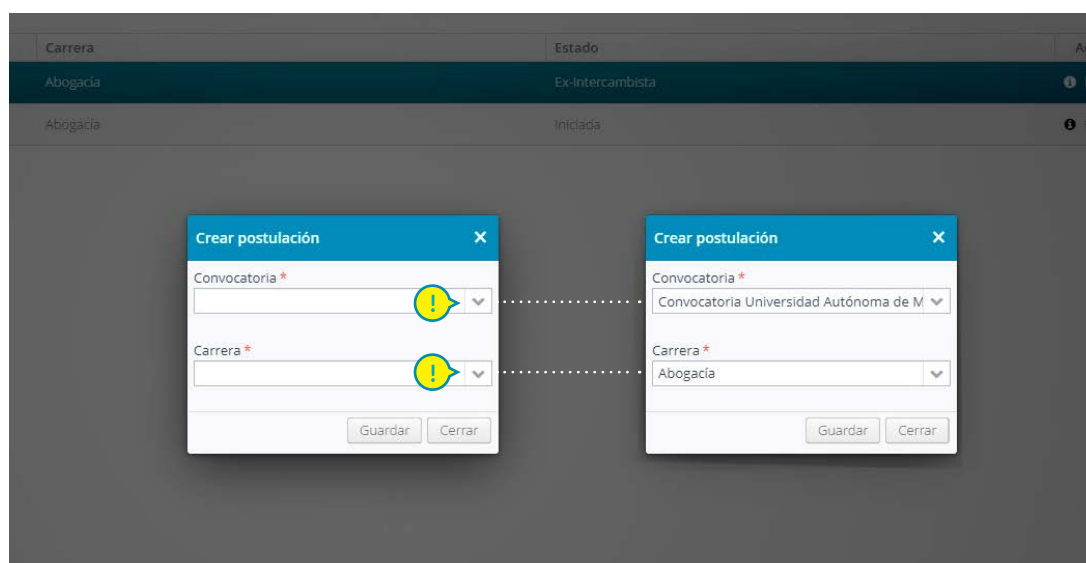 Carrera Estado A
Abogacía Ex-Intercambista
Abogacía Iniciada
Crear postulación
Convocatoria *
!
Carrera *
!
Guardar Cerrar
Crear postulación
Convocatoria *
Convocatoria Universidad Autónoma de M
Carrera *
Abogacía
Guardar Cerrar